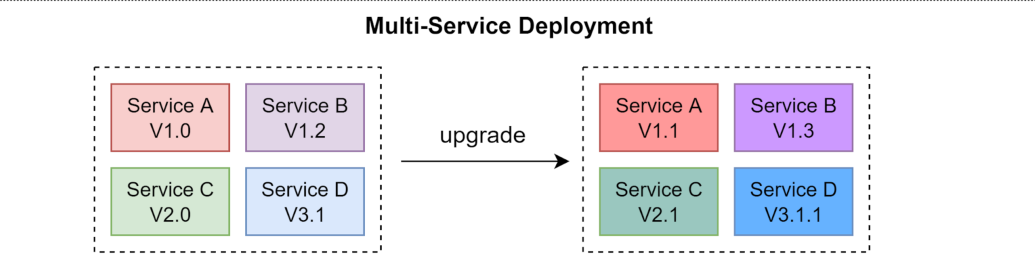 Multi-Service Deployment
Service A
V1.0
Service B
V1.2
Service C
V2.0
Service D
V3.1
upgrade
Service A
V1.1
Service B
V1.3
Service C
V2.1
Service D
V3.1.1